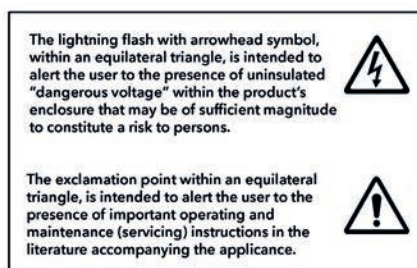 The lightning flash with arrowhead symbol,
within an equilateral triangle, is intended to
alert the user to the presence of uninsulated
"dangerous voltage" within the product's
enclosure that may be of sufficient magnitude
to constitute a risk to persons.
The exclamation point within an equilateral
triangle, is intended to alert the user to the
presence of important operating and
maintenance (servicing) instructions in the
literature accompanying the applicance.